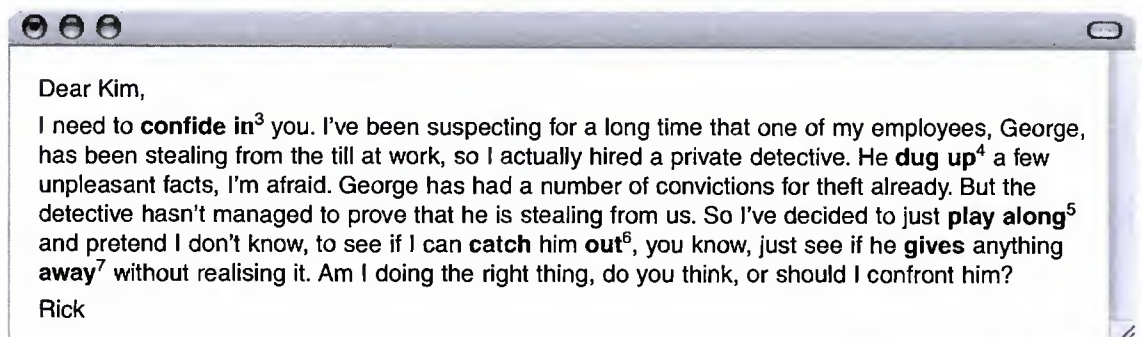 Dear Kim,
I need to confide in³ you. I've been suspecting for a long time that one of my employees, George,
has been stealing from the till at work, so I actually hired a private detective. He dug up⁴ a few
unpleasant facts, I'm afraid. George has had a number of convictions for theft already. But the
detective hasn't managed to prove that he is stealing from us. So I've decided to just play along⁵
and pretend I don't know, to see if I can catch him out⁶, you know, just see if he gives anything
away⁷ without realising it. Am I doing the right thing, do you think, or should I confront him?
Rick